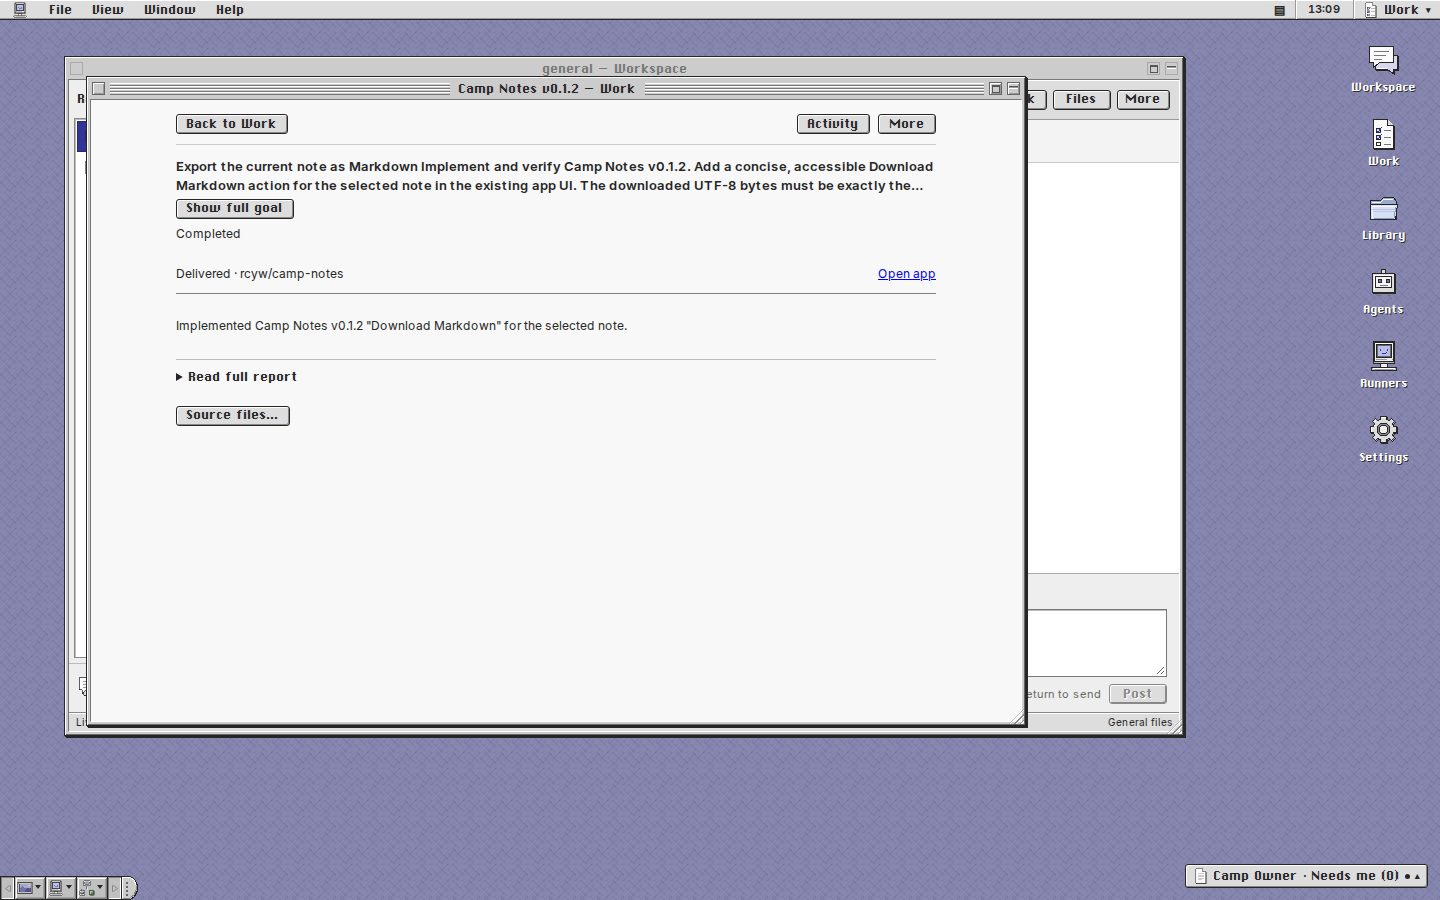 File View Window Help
13:09 Work
general — Workspace
Camp Notes v0.1.2 — Work
Files More
Back to Work
Activity More
Export the current note as Markdown Implement and verify Camp Notes v0.1.2. Add a concise, accessible Download
Markdown action for the selected note in the existing app UI. The downloaded UTF-8 bytes must be exactly the...
Show full goal
Completed
Delivered · rcyw/camp-notes
Open app
Implemented Camp Notes v0.1.2 "Download Markdown" for the selected note.
Read full report
Source files...
to send
Post
General files
Workspace
Work
Library
Agents
Runners
Settings
Camp Owner · Needs me (0)